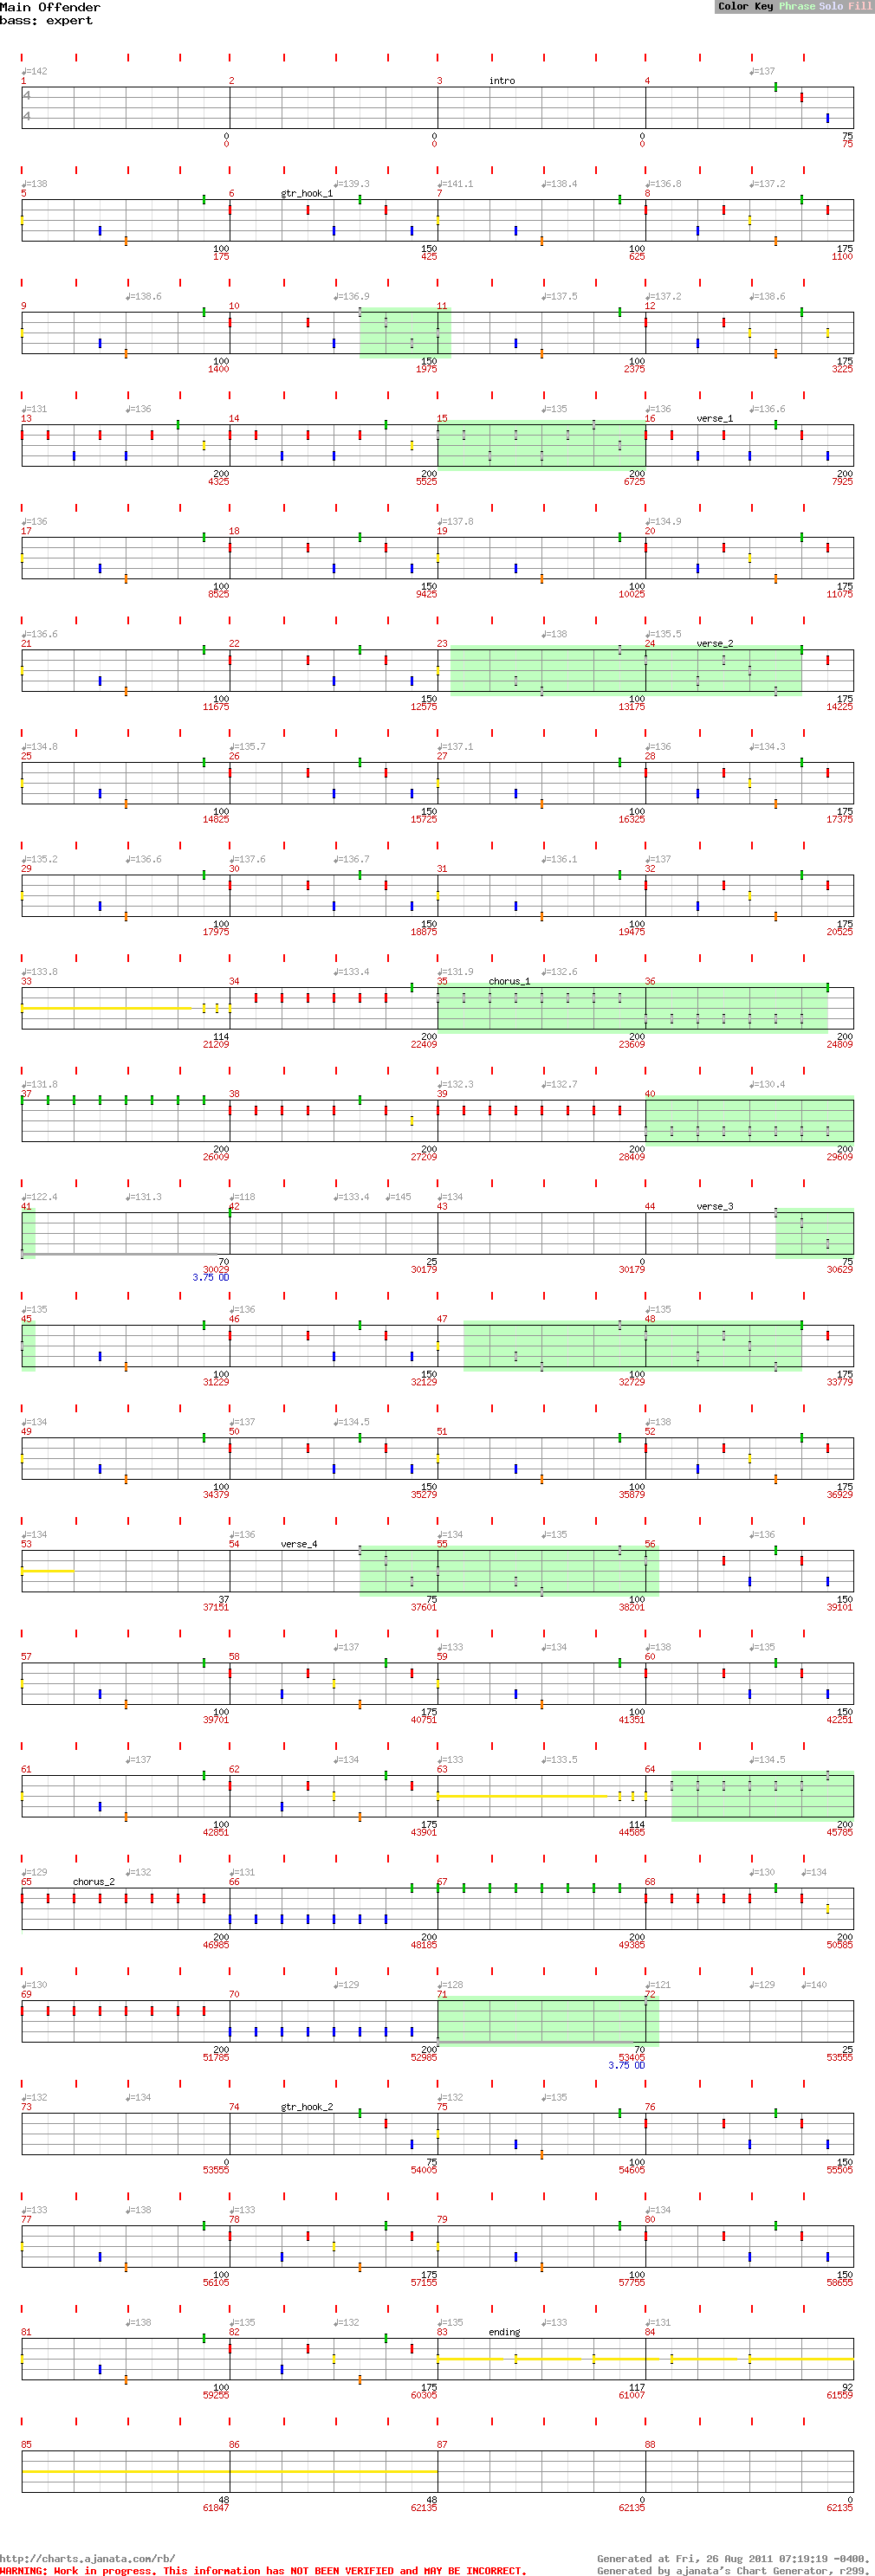 Main Offender
bass: expert
Color Key Phrase Solo Fill
♩=142 ♩=137
1 2 3 intro 4
4
4
0 0 0 75
0 0 0 75
♩=138 ♩=139.3 ♩=141.1 ♩=138.4 ♩=136.8 ♩=137.2
5 6 gtr_hook_1 7 8
100 150 100 175
175 425 625 1100
♩=138.6 ♩=136.9 ♩=137.5 ♩=137.2 ♩=138.6
9 10 11 12
100 150 100 175
1400 1975 2375 3225
♩=131 ♩=136 ♩=135 ♩=136 ♩=136.6
13 14 15 16 verse_1
200 200 200 200
4325 5525 6725 7925
♩=136 ♩=137.8 ♩=134.9
17 18 19 20
100 150 100 175
8525 9425 10025 11075
♩=136.6 ♩=138 ♩=135.5
21 22 23 24 verse_2
100 150 100 175
11675 12575 13175 14225
♩=134.8 ♩=135.7 ♩=137.1 ♩=136 ♩=134.3
25 26 27 28
100 150 100 175
14825 15725 16325 17375
♩=135.2 ♩=136.6 ♩=137.6 ♩=136.7 ♩=136.1 ♩=137
29 30 31 32
100 150 100 175
17975 18875 19475 20525
♩=133.8 ♩=133.4 ♩=131.9 ♩=132.6
33 34 35 chorus_1 36
114 200 200 200
21209 22409 23609 24809
♩=131.8 ♩=132.3 ♩=132.7 ♩=130.4
37 38 39 40
200 200 200 200
26009 27209 28409 29609
♩=122.4 ♩=131.3 ♩=118 ♩=133.4 ♩=145 ♩=134
41 42 43 44 verse_3
70 25 0 75
30029 30179 30179 30629
3.75 OD
♩=135 ♩=136 ♩=135
45 46 47 48
100 150 100 175
31229 32129 32729 33779
♩=134 ♩=137 ♩=134.5 ♩=138
49 50 51 52
100 150 100 175
34379 35279 35879 36929
♩=134 ♩=136 ♩=134 ♩=135 ♩=136
53 54 verse_4 55 56
37 75 100 150
37151 37601 38201 39101
♩=137 ♩=133 ♩=134 ♩=138 ♩=135
57 58 59 60
100 175 100 150
39701 40751 41351 42251
♩=137 ♩=134 ♩=133 ♩=133.5 ♩=134.5
61 62 63 64
100 175 114 200
42851 43901 44585 45785
♩=129 ♩=132 ♩=131 ♩=130 ♩=134
65 chorus_2 66 67 68
200 200 200 200
46985 48185 49385 50585
♩=130 ♩=129 ♩=128 ♩=121 ♩=129 ♩=140
69 70 71 72
200 200 70 25
51785 52985 53405 53555
3.75 OD
♩=132 ♩=134 ♩=132 ♩=135
73 74 gtr_hook_2 75 76
0 75 100 150
53555 54005 54605 55505
♩=133 ♩=138 ♩=133 ♩=134
77 78 79 80
100 175 100 150
56105 57155 57755 58655
♩=138 ♩=135 ♩=132 ♩=135 ♩=133 ♩=131
81 82 83 ending 84
100 175 117 92
59255 60305 61007 61559
85 86 87 88
48 48 0 0
61847 62135 62135 62135
http://charts.ajanata.com/rb/ Generated at Fri, 26 Aug 2011 07:19:19 -0400.
WARNING: Work in progress. This information has NOT BEEN VERIFIED and MAY BE INCORRECT. Generated by ajanata's Chart Generator, r299.